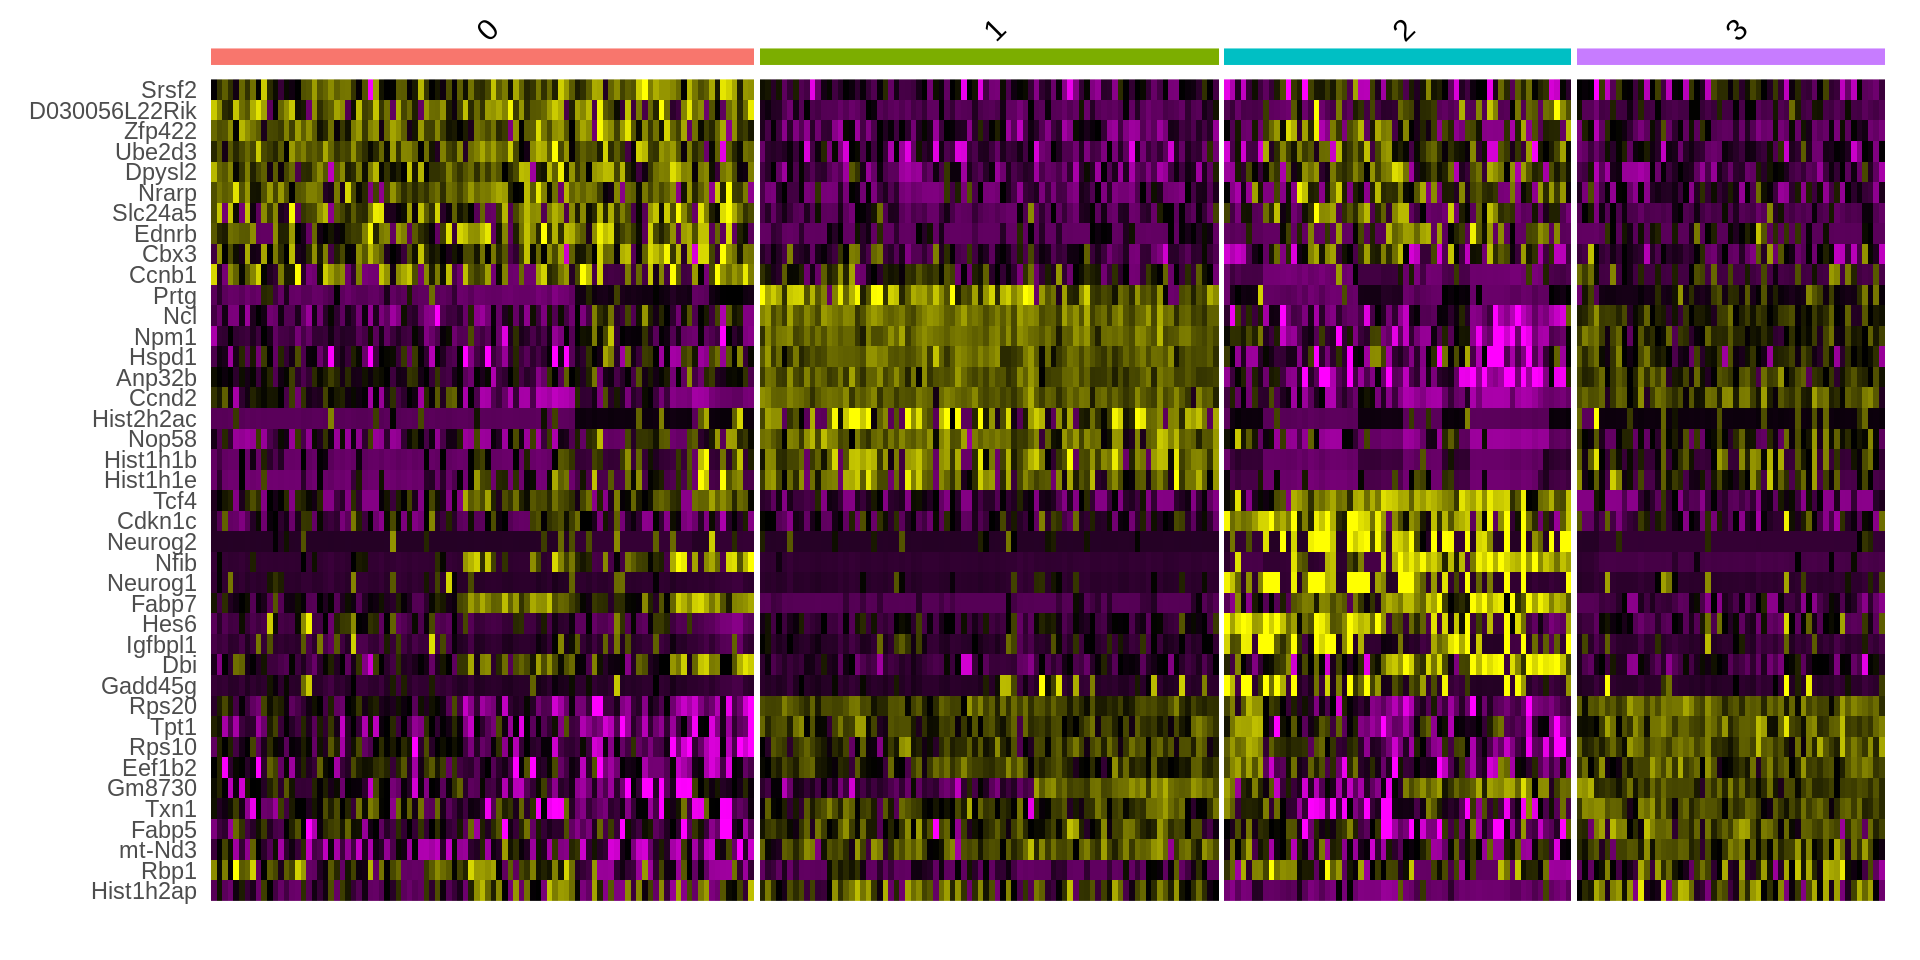 0 1 2 3
Srsf2
D030056L22Rik
Zfp422
Ube2d3
Dpysl2
Nrarp
Slc24a5
Ednrb
Cbx3
Ccnb1
Prtg
Ncl
Npm1
Hspd1
Anp32b
Ccnd2
Hist2h2ac
Nop58
Hist1h1b
Hist1h1e
Tcf4
Cdkn1c
Neurog2
Nfib
Neurog1
Fabp7
Hes6
Igfbpl1
Dbi
Gadd45g
Rps20
Tpt1
Rps10
Eef1b2
Gm8730
Txn1
Fabp5
mt-Nd3
Rbp1
Hist1h2ap